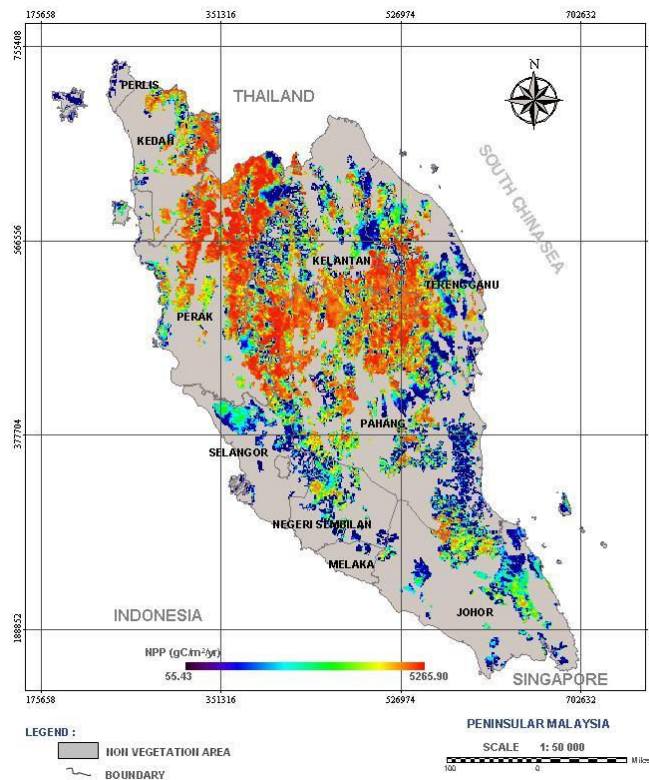 175658 351316 526974 702632
755408
PERLIS
THAILAND
N
KEDAH
SOUTH CHINA SEA
566556
KELANTAN
TERENGGANU
PERAK
377704
PAHANG
SELANGOR
NEGERI SEMBILAN
MELAKA
INDONESIA
JOHOR
188852
NPP (gC/m²/yr)
55.43 5265.90
SINGAPORE
175658 351316 526974 702632
LEGEND :
NON VEGETATION AREA
BOUNDARY
PENINSULAR MALAYSIA
SCALE 1: 50 000
100 0 Miles